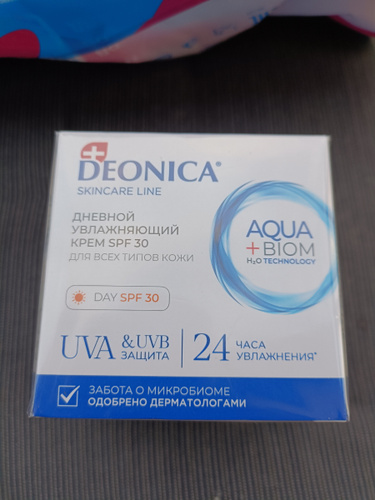 DEONICA®
SKINCARE LINE
ДНЕВНОЙ
УВЛАЖНЯЮЩИЙ
КРЕМ SPF 30
ДЛЯ ВСЕХ ТИПОВ КОЖИ
AQUA
+BIOM
H₂O TECHNOLOGY
DAY SPF 30
UVA & UVB
ЗАЩИТА
24 ЧАСА
УВЛАЖНЕНИЯ*
ЗАБОТА О МИКРОБИОМЕ
ОДОБРЕНО ДЕРМАТОЛОГАМИ